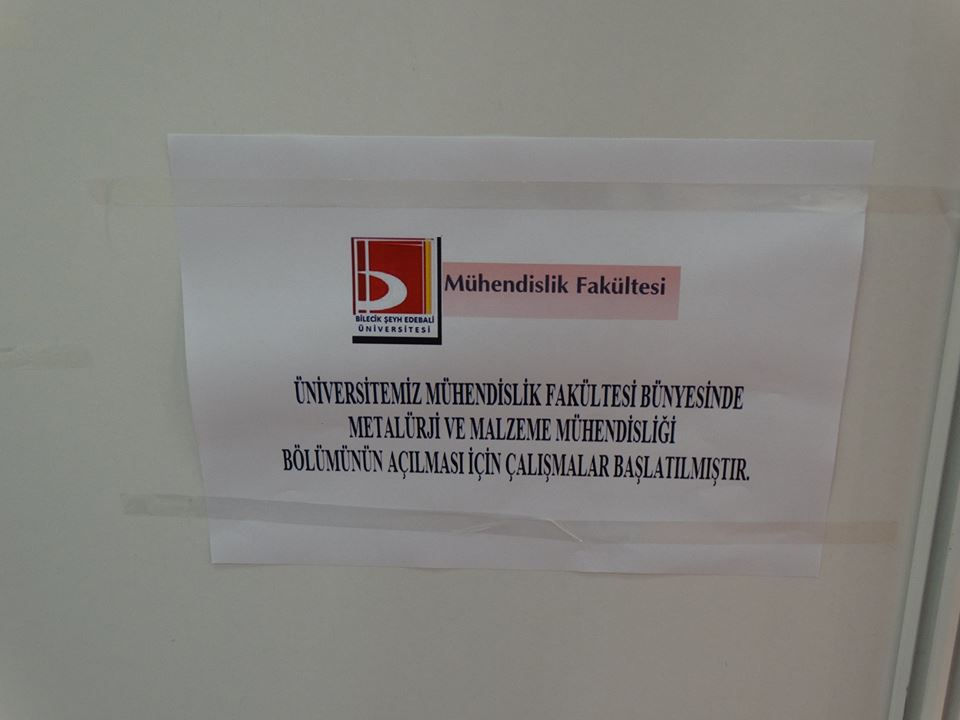 BİLECİK ŞEYH EDEBALİ
ÜNİVERSİTESİ
Mühendislik Fakültesi
ÜNİVERSİTEMİZ MÜHENDİSLİK FAKÜLTESİ BÜNYESİNDE
METALÜRJİ VE MALZEME MÜHENDİSLİĞİ
BÖLÜMÜNÜN AÇILMASI İÇİN ÇALIŞMALAR BAŞLATILMIŞTIR.